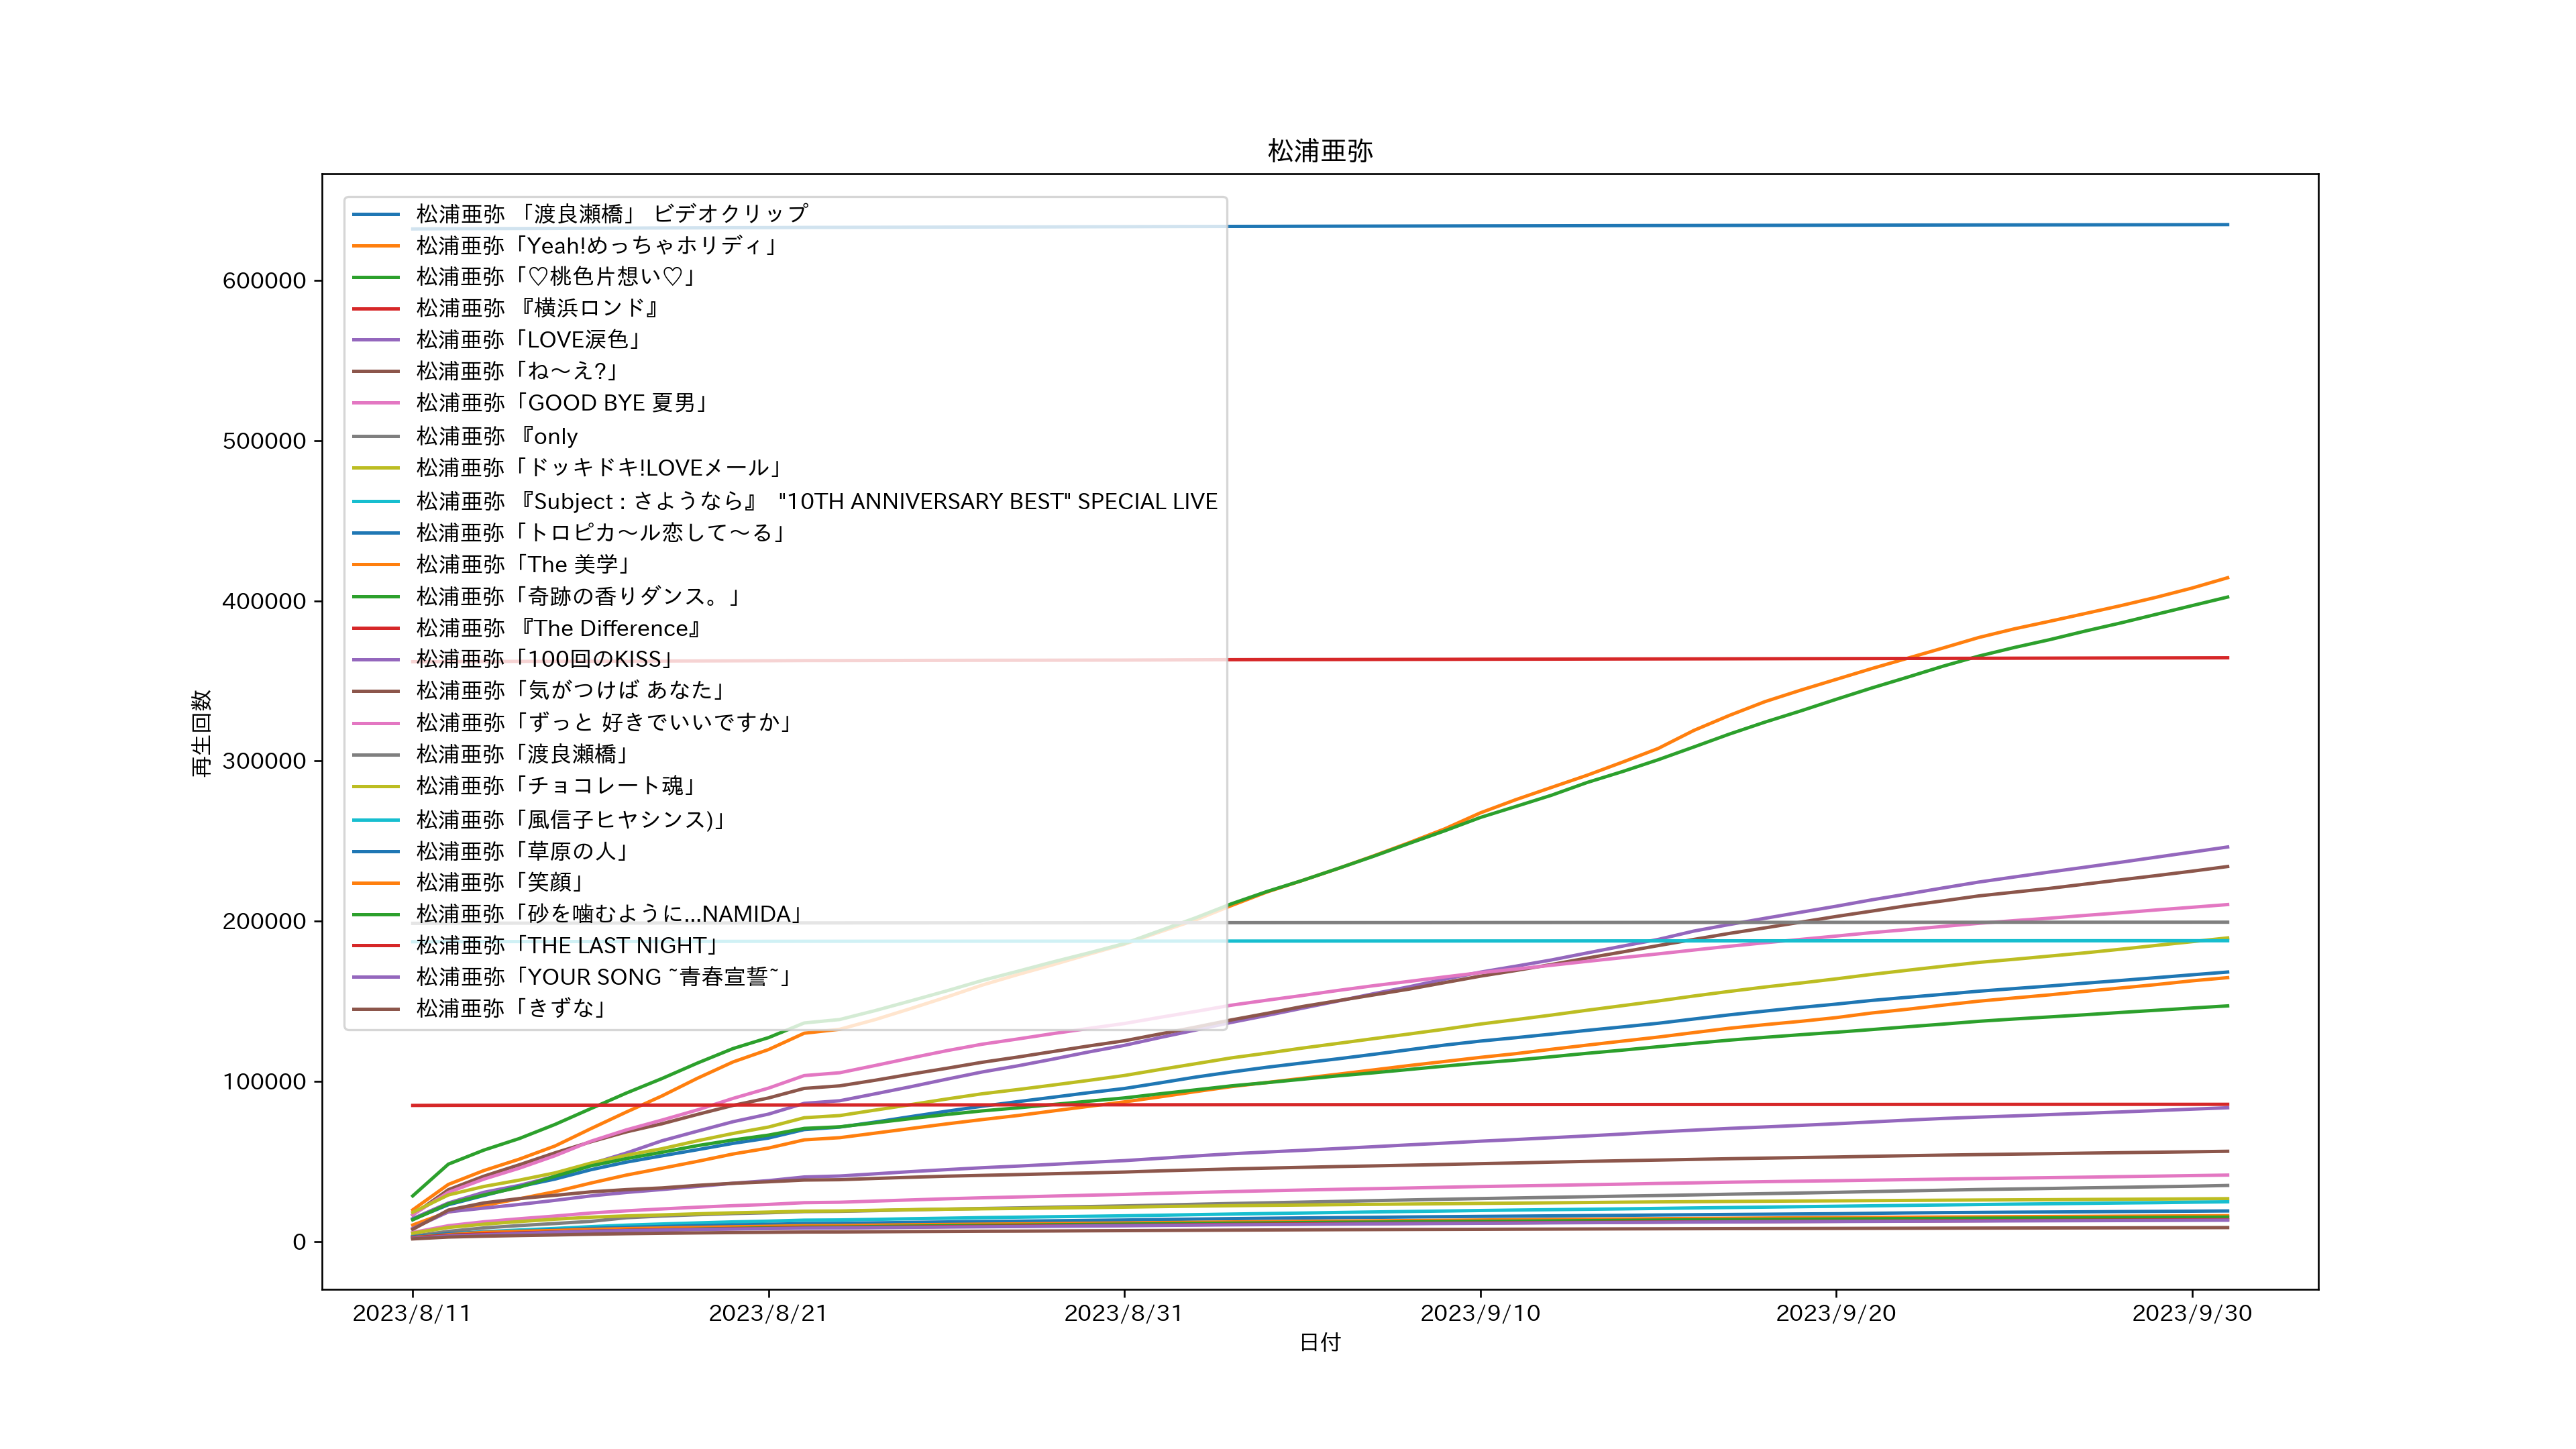 松浦亜弥
松浦亜弥 「渡良瀬橋」 ビデオクリップ
松浦亜弥「Yeah!めっちゃホリディ」
松浦亜弥「♡桃色片想い♡」
松浦亜弥 『横浜ロンド』
松浦亜弥「LOVE涙色」
松浦亜弥「ね～え?」
松浦亜弥「GOOD BYE 夏男」
松浦亜弥 『only
松浦亜弥「ドッキドキ!LOVEメール」
松浦亜弥 『Subject : さようなら』 "10TH ANNIVERSARY BEST" SPECIAL LIVE
松浦亜弥「トロピカ～ル恋して～る」
松浦亜弥「The 美学」
松浦亜弥「奇跡の香りダンス。」
松浦亜弥 『The Difference』
松浦亜弥「100回のKISS」
松浦亜弥「気がつけば あなた」
松浦亜弥「ずっと 好きでいいですか」
松浦亜弥「渡良瀬橋」
松浦亜弥「チョコレート魂」
松浦亜弥「風信子ヒヤシンス)」
松浦亜弥「草原の人」
松浦亜弥「笑顔」
松浦亜弥「砂を噛むように…NAMIDA」
松浦亜弥「THE LAST NIGHT」
松浦亜弥「YOUR SONG ~青春宣誓~」
松浦亜弥「きずな」
再生回数
600000
500000
400000
300000
200000
100000
0
2023/8/11 2023/8/21 2023/8/31 2023/9/10 2023/9/20 2023/9/30
日付